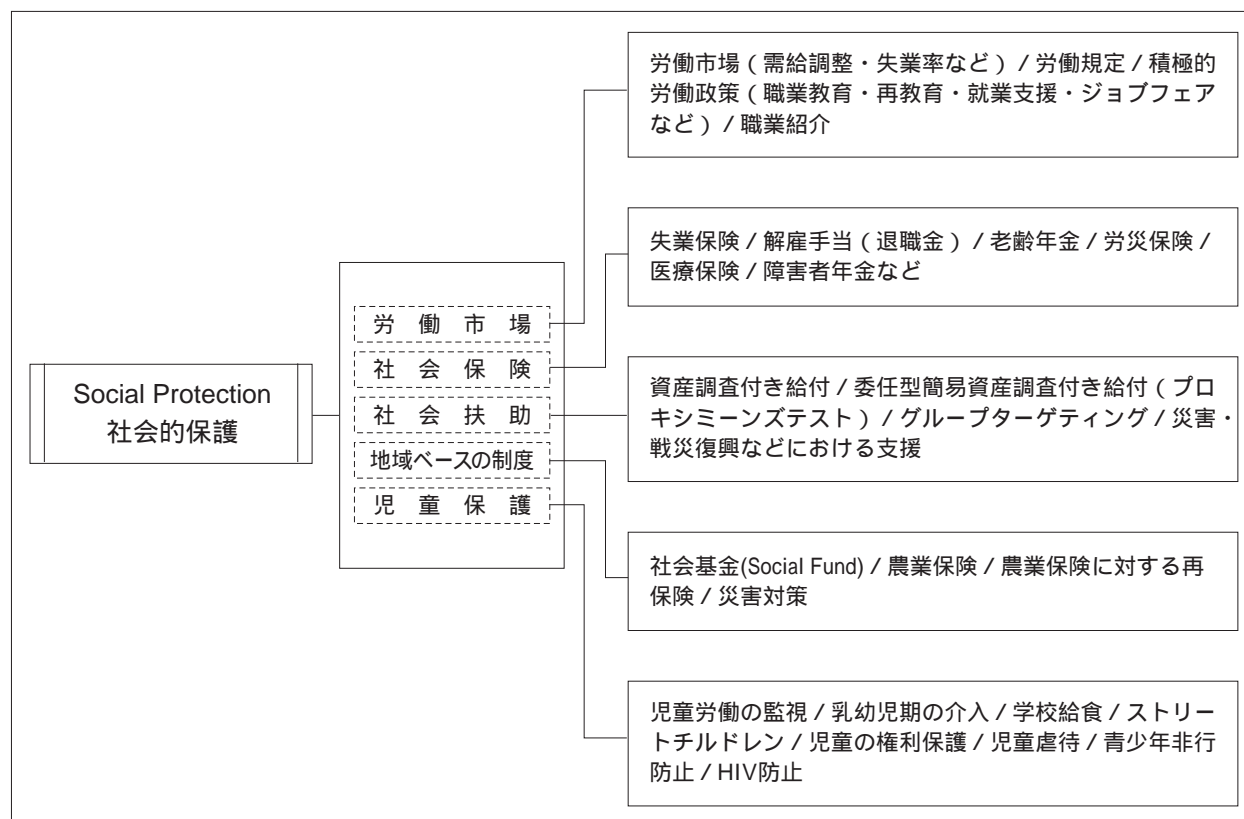 労働市場（需給調整・失業率など）/ 労働規定 / 積極的
労働政策（職業教育・再教育・就業支援・ジョブフェア
など）/ 職業紹介
失業保険 / 解雇手当（退職金）/ 老齢年金 / 労災保険 /
医療保険 / 障害者年金など
労働市場
社会保険
社会扶助
地域ベースの制度
児童保護
Social Protection
社会的保護
資産調査付き給付 / 委任型簡易資産調査付き給付（プロ
キシミーンズテスト）/ グループターゲティング / 災害・
戦災復興などにおける支援
社会基金(Social Fund) / 農業保険 / 農業保険に対する再
保険 / 災害対策
児童労働の監視 / 乳幼児期の介入 / 学校給食 / ストリー
トチルドレン / 児童の権利保護 / 児童虐待 / 青少年非行
防止 / HIV防止